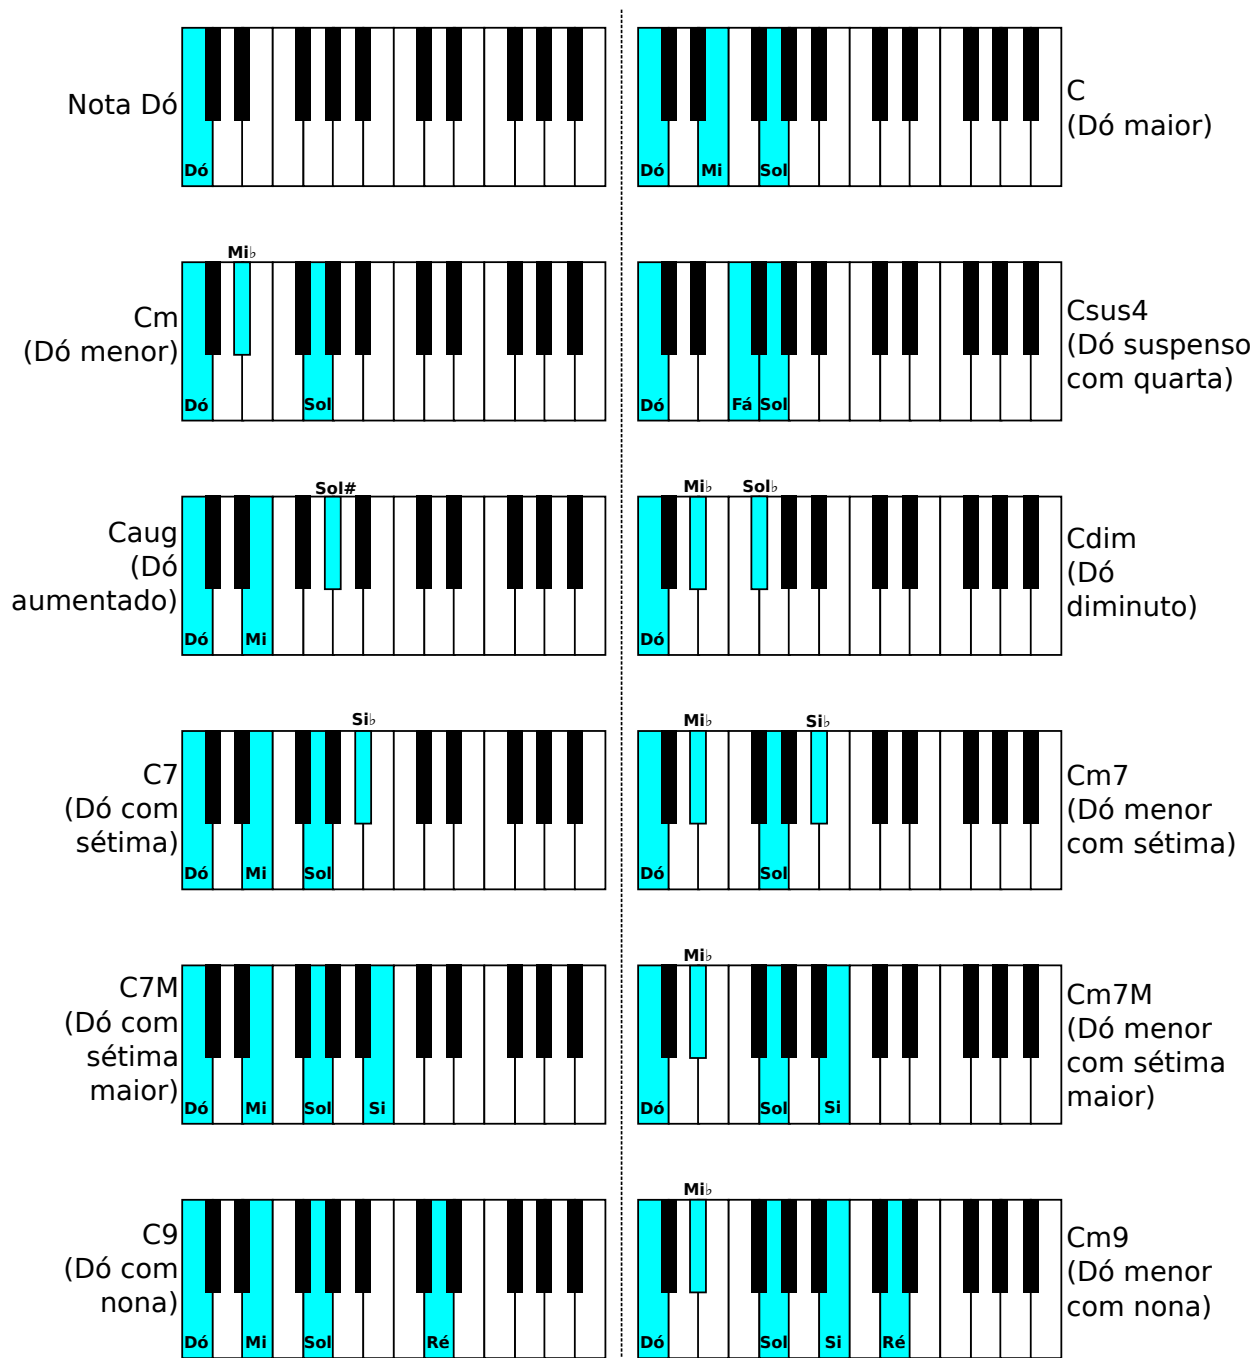 Nota Dó
Dó
C
(Dó maior)
Dó Mi Sol
Cm
(Dó menor)
Mi♭
Dó Sol
Csus4
(Dó suspenso
com quarta)
Dó Fá Sol
Caug
(Dó
aumentado)
Sol#
Dó Mi
Cdim
(Dó
diminuto)
Mi♭ Sol♭
Dó
C7
(Dó com
sétima)
Si♭
Dó Mi Sol
Cm7
(Dó menor
com sétima)
Mi♭ Si♭
Dó Sol
C7M
(Dó com
sétima
maior)
Dó Mi Sol Si
Cm7M
(Dó menor
com sétima
maior)
Mi♭
Dó Sol Si
C9
(Dó com
nona)
Dó Mi Sol Ré
Cm9
(Dó menor
com nona)
Mi♭
Dó Sol Si Ré